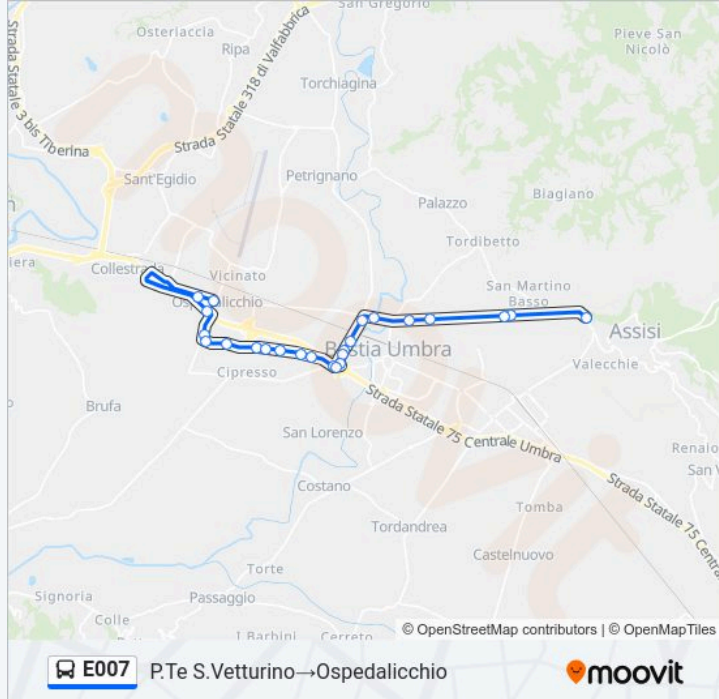 San Gregorio
Osteriaccia
Ripa
Pieve San
Nicolò
Torchiagina
Strada Statale 3 bis Tiberina
Strada Statale 318 di Valfabbrica
Sant'Egidio
Petrignano
Palazzo
Biagiano
Tordibetto
Collestrada
Vicinato
San Martino
Basso
Ospedalicchio
Assisi
Bastia Umbra
Valecchie
Cipresso
Brufa
Strada Statale 75 Centrale Umbra
San Lorenzo
Renaio
San V
Costano
Strada Statale 75 Centra
Tomba
Tordandrea
Castelnuovo
Torte
Signoria
Passaggio
Colle
I Barbini
Cerreto
© OpenStreetMap contributors | © OpenMapTiles
E007 P.Te S.Vetturino→Ospedalicchio
moovit